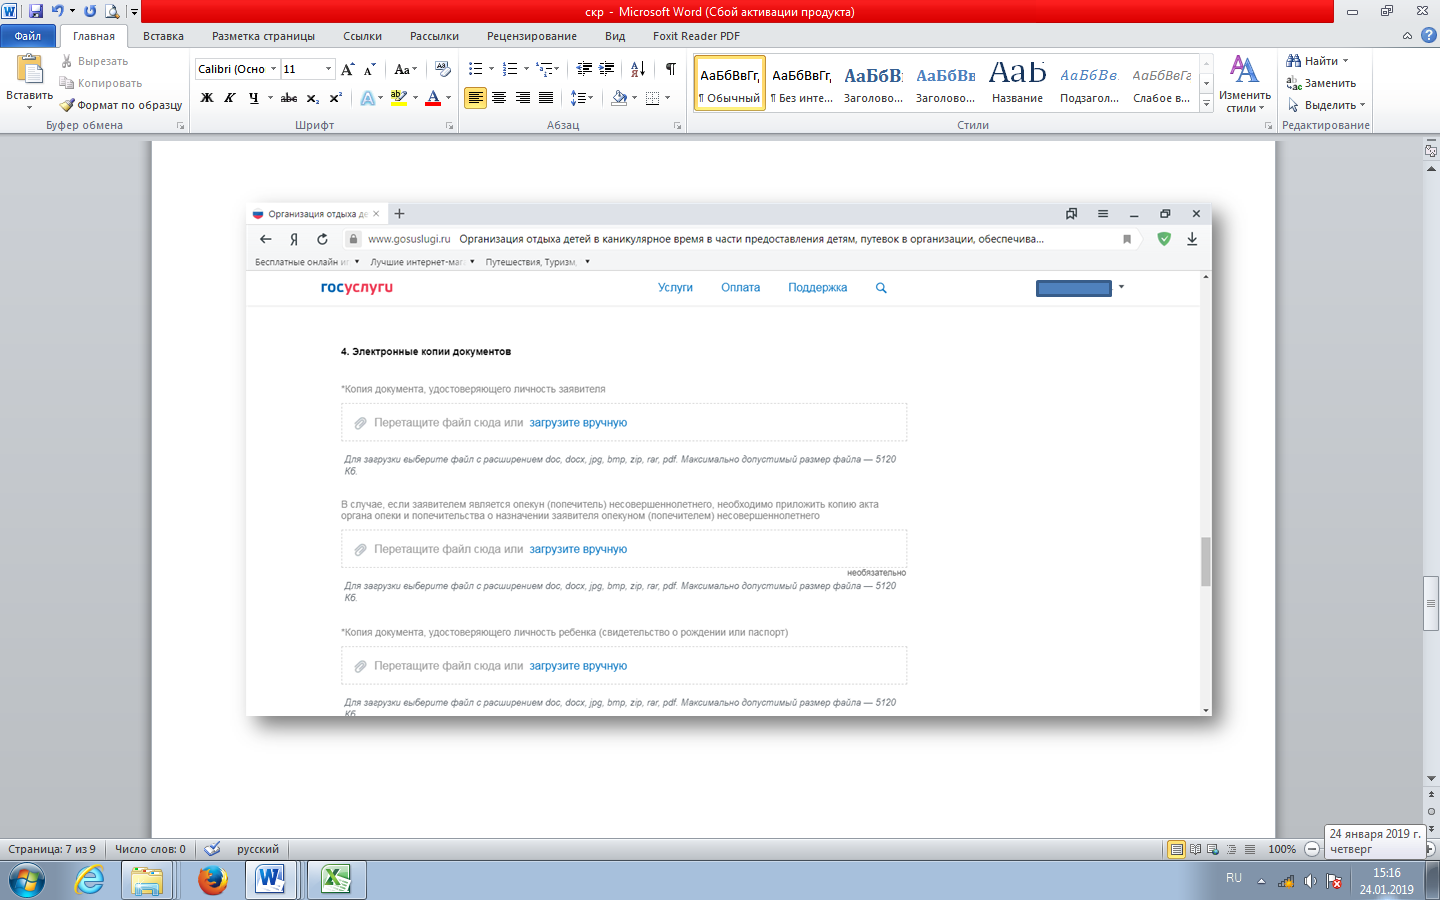 скр - Microsoft Word (Сбой активации продукта)
Файл Главная Вставка Разметка страницы Ссылки Рассылки Рецензирование Вид Foxit Reader PDF
Вставить
Вырезать
Копировать
Формат по образцу
Буфер обмена
Calibri (Осно 11
Ж К Ч abc x₂ x²
Шрифт
Абзац
АаБбВвГг, АаБбВвГг, АаБбВ АаБбВв АаБ АаБбВв АаБбВвГг
¶ Обычный ¶ Без инте... Заголово... Заголово... Название Подзагол... Слабое в...
Стили
Изменить стили
Найти
Заменить
Выделить
Редактирование
Организация отдыха де
www.gosuslugi.ru Организация отдыха детей в каникулярное время в части предоставления детям, путевок в организации, обеспечива...
Бесплатные онлайн иг Лучшие интернет-маг Путешествия, Туризм,
госуслуги Услуги Оплата Поддержка
4. Электронные копии документов
*Копия документа, удостоверяющего личность заявителя
Перетащите файл сюда или загрузите вручную
Для загрузки выберите файл с расширением doc, docx, jpg, bmp, zip, rar, pdf. Максимально допустимый размер файла — 5120
Кб.
В случае, если заявителем является опекун (попечитель) несовершеннолетнего, необходимо приложить копию акта
органа опеки и попечительства о назначении заявителя опекуном (попечителем) несовершеннолетнего
Перетащите файл сюда или загрузите вручную
необязательно
Для загрузки выберите файл с расширением doc, docx, jpg, bmp, zip, rar, pdf. Максимально допустимый размер файла — 5120
Кб.
*Копия документа, удостоверяющего личность ребенка (свидетельство о рождении или паспорт)
Перетащите файл сюда или загрузите вручную
Для загрузки выберите файл с расширением doc, docx, jpg, bmp, zip, rar, pdf. Максимально допустимый размер файла — 5120
Кб.
Страница: 7 из 9 Число слов: 0 русский 100%
24 января 2019 г.
четверг
RU 15:16
24.01.2019